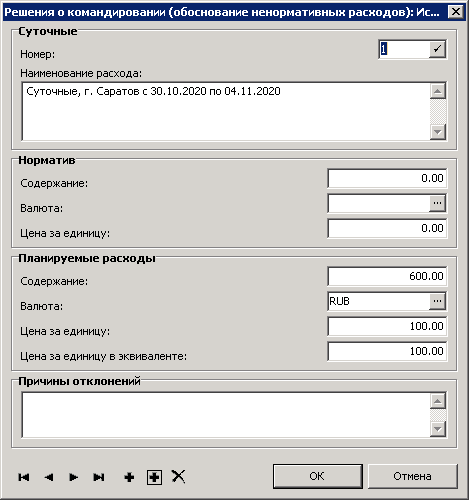 Решения о командировании (обоснование ненормативных расходов): Ис...
Суточные
Номер:
1
Наименование расхода:
Суточные, г. Саратов с 30.10.2020 по 04.11.2020
Норматив
Содержание:
0.00
Валюта:
...
Цена за единицу:
0.00
Планируемые расходы
Содержание:
600.00
Валюта:
RUB
...
Цена за единицу:
100.00
Цена за единицу в эквиваленте:
100.00
Причины отклонений
OK
Отмена